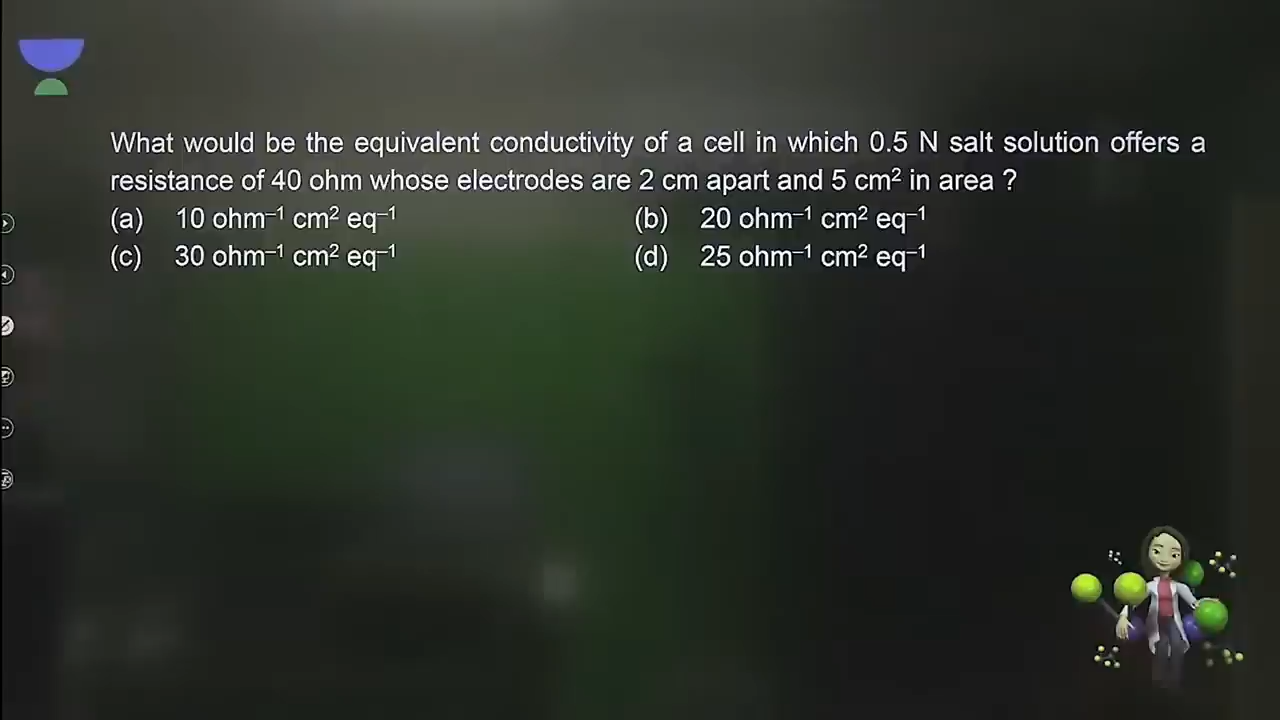 What would be the equivalent conductivity of a cell in which 0.5 N salt solution offers a
resistance of 40 ohm whose electrodes are 2 cm apart and 5 cm² in area ?
(a) 10 ohm⁻¹ cm² eq⁻¹ (b) 20 ohm⁻¹ cm² eq⁻¹
(c) 30 ohm⁻¹ cm² eq⁻¹ (d) 25 ohm⁻¹ cm² eq⁻¹